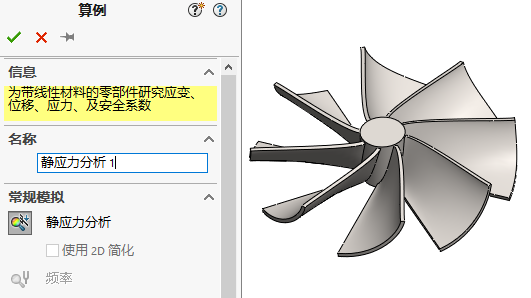 算例
信息
为带线性材料的零部件研究应变、
位移、应力、及安全系数
名称
静应力分析 1
常规模拟
静应力分析
使用 2D 简化
频率